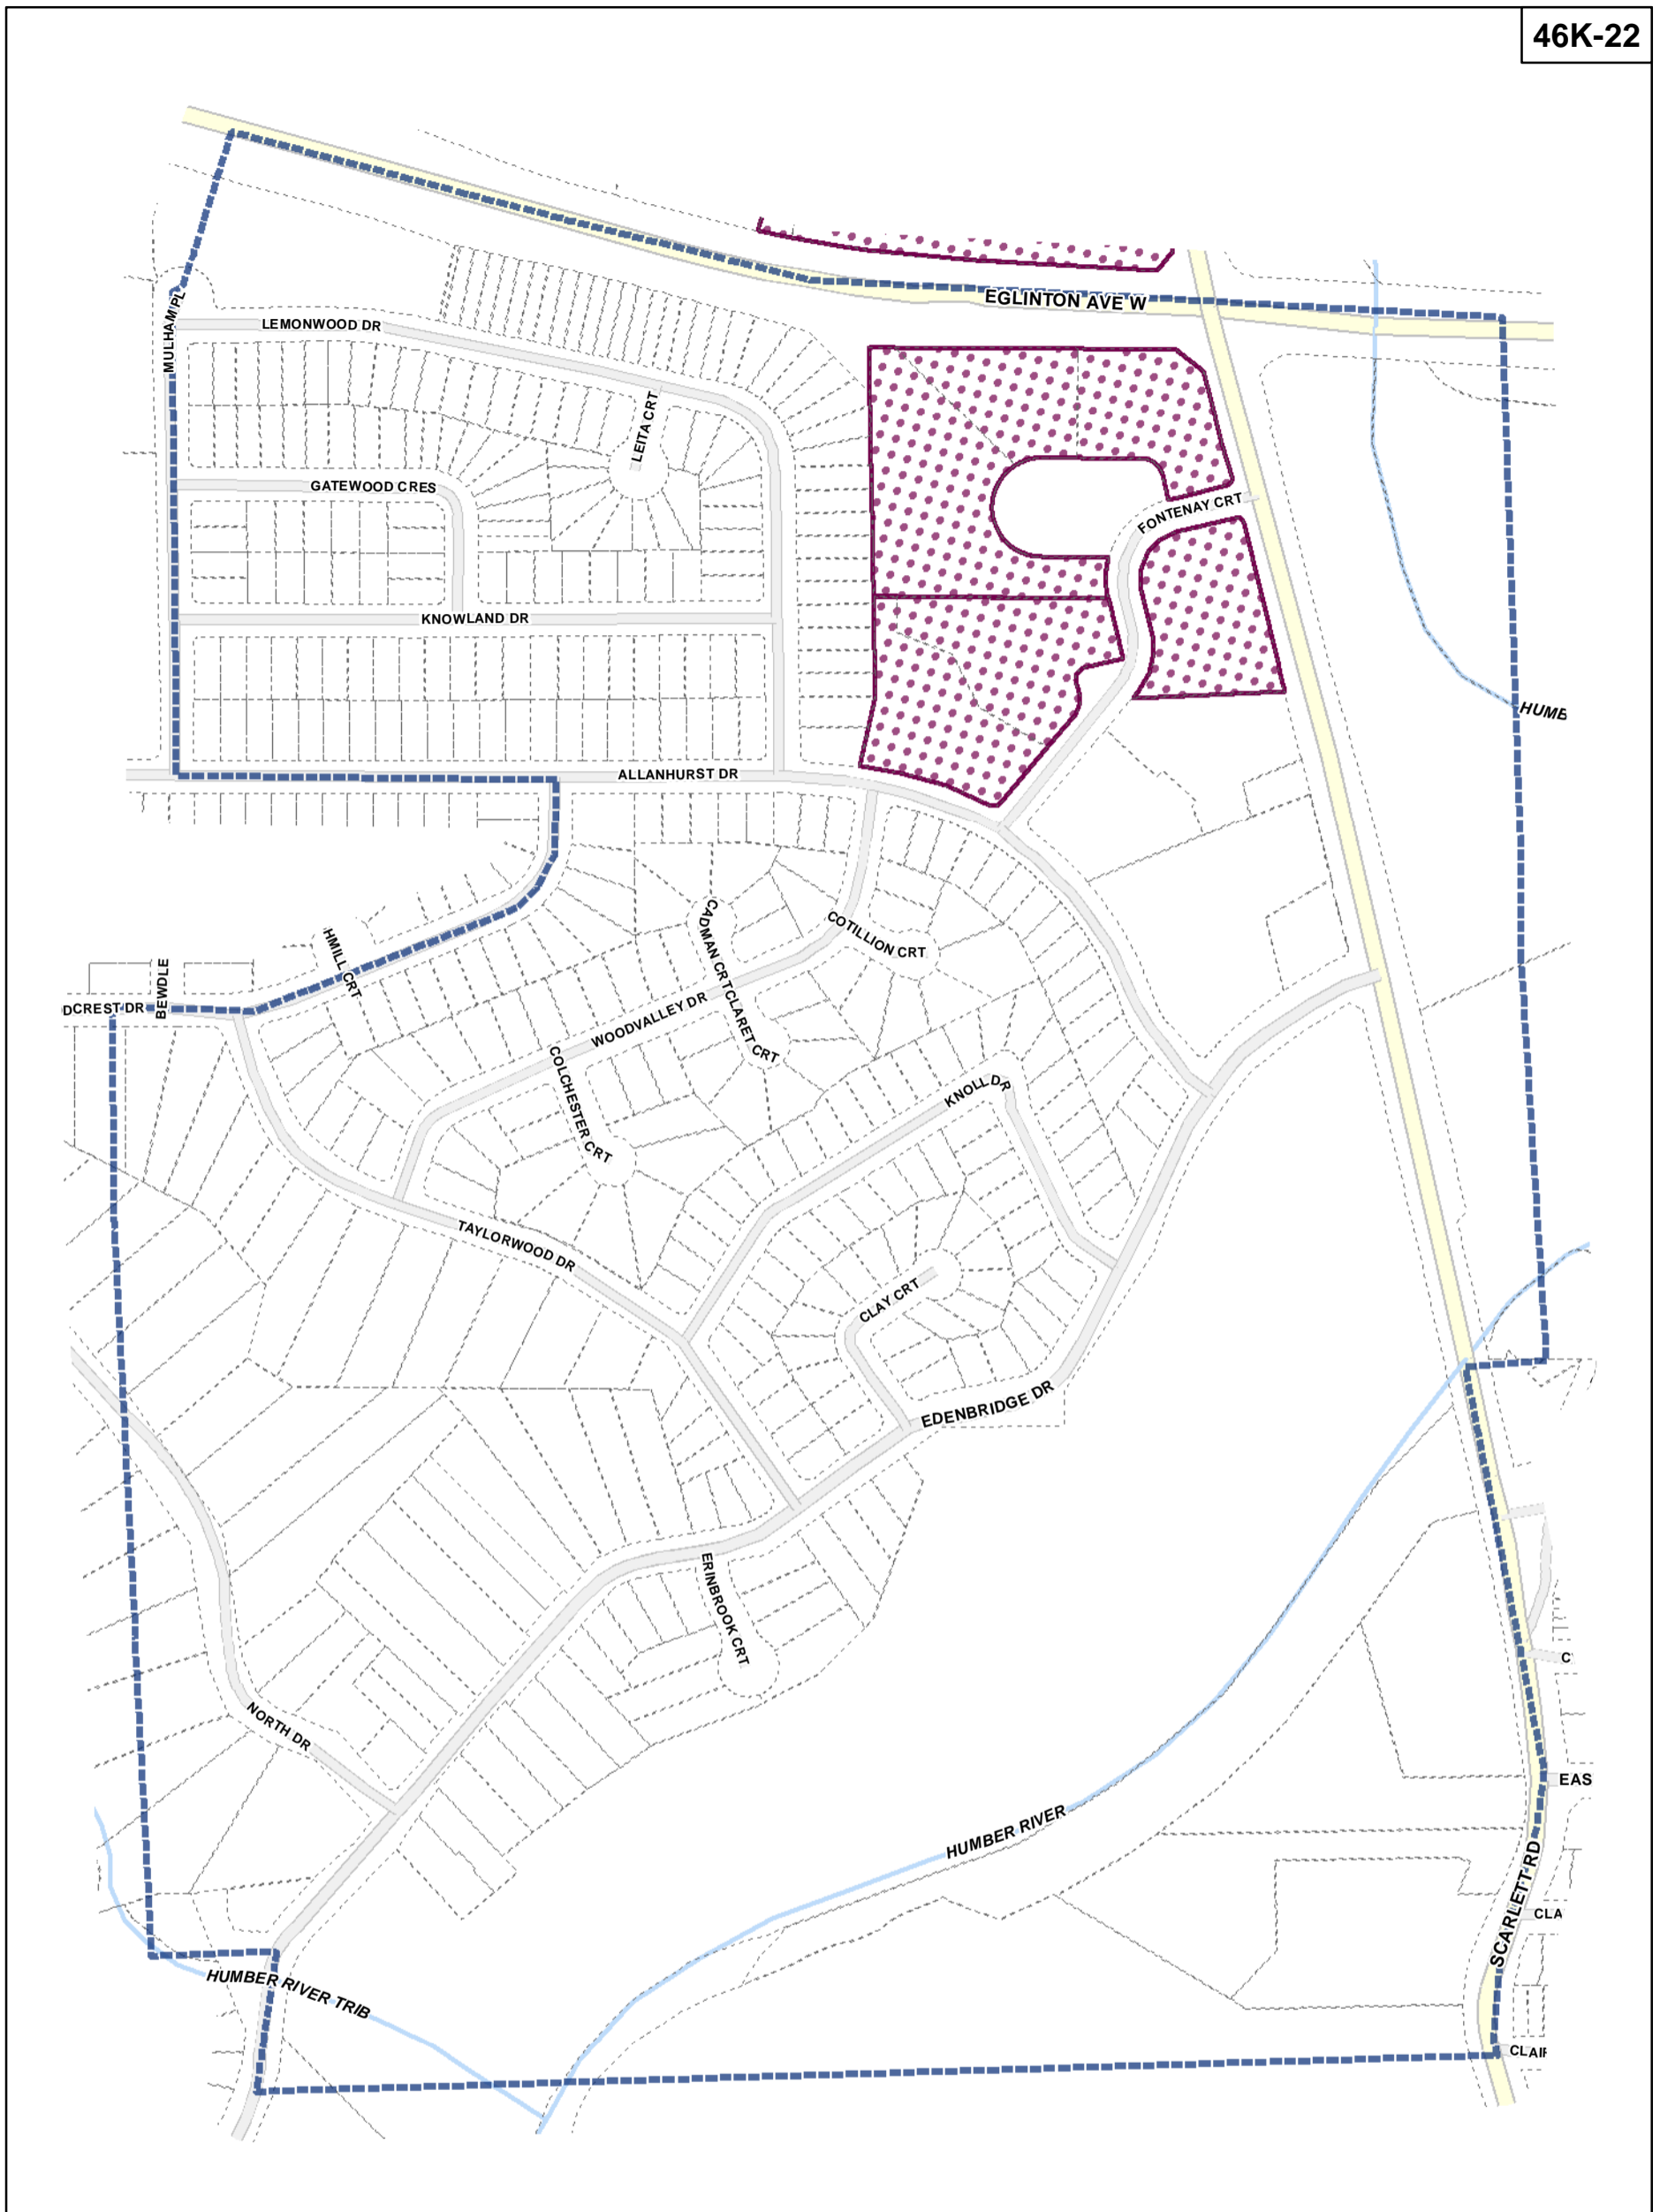 46K-22
EGLINTON AVE W
MULHAM PL
LEMONWOOD DR
LEITA CRT
GATEWOOD CRES
FONTENAY CRT
KNOWLAND DR
HUMB
ALLANHURST DR
CADMAN CRT
COTILLION CRT
HMILL CRT
BEWDLE
DCREST DR
WOODVALLEY DR
CLARET CRT
COLCHESTER CRT
KNOLL DR
TAYLORWOOD DR
CLAY CRT
EDENBRIDGE DR
ERINBROOK CRT
C
NORTH DR
EAS
HUMBER RIVER
SCARLETT RD
CLA
HUMBER RIVER TRIB
CLAIR